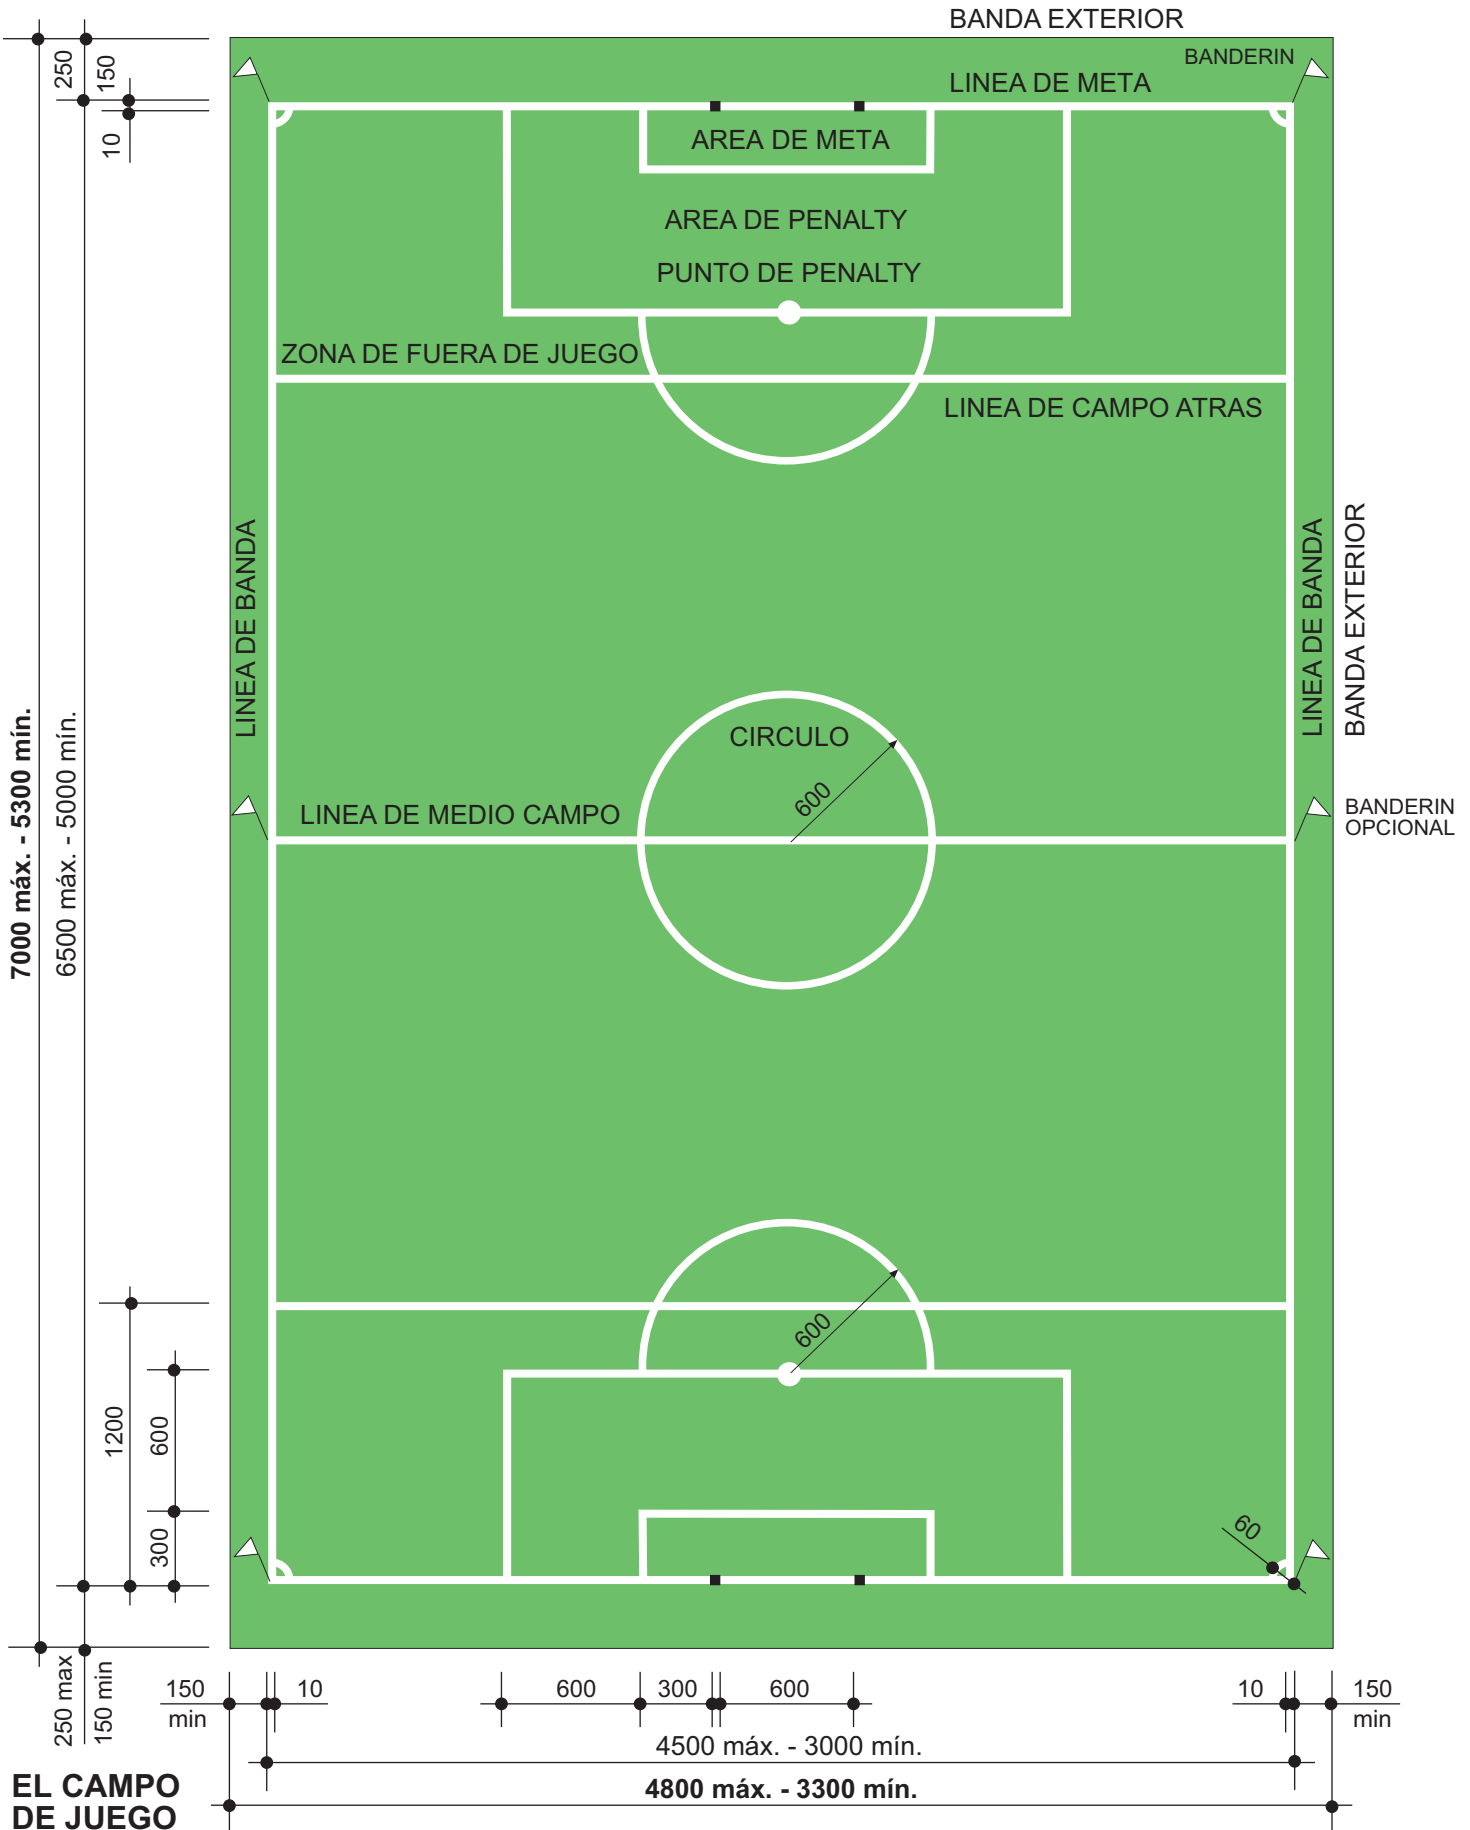 BANDA EXTERIOR
BANDERIN
LINEA DE META
250
150
10
AREA DE META
AREA DE PENALTY
PUNTO DE PENALTY
ZONA DE FUERA DE JUEGO
LINEA DE CAMPO ATRAS
LINEA DE BANDA
LINEA DE BANDA
BANDA EXTERIOR
7000 máx. - 5300 mín.
6500 máx. - 5000 mín.
CIRCULO
600
LINEA DE MEDIO CAMPO
BANDERIN
OPCIONAL
600
1200
600
300
60
250 max
150 min
150
min
10
600
300
600
10
150
min
4500 máx. - 3000 mín.
4800 máx. - 3300 mín.
EL CAMPO
DE JUEGO